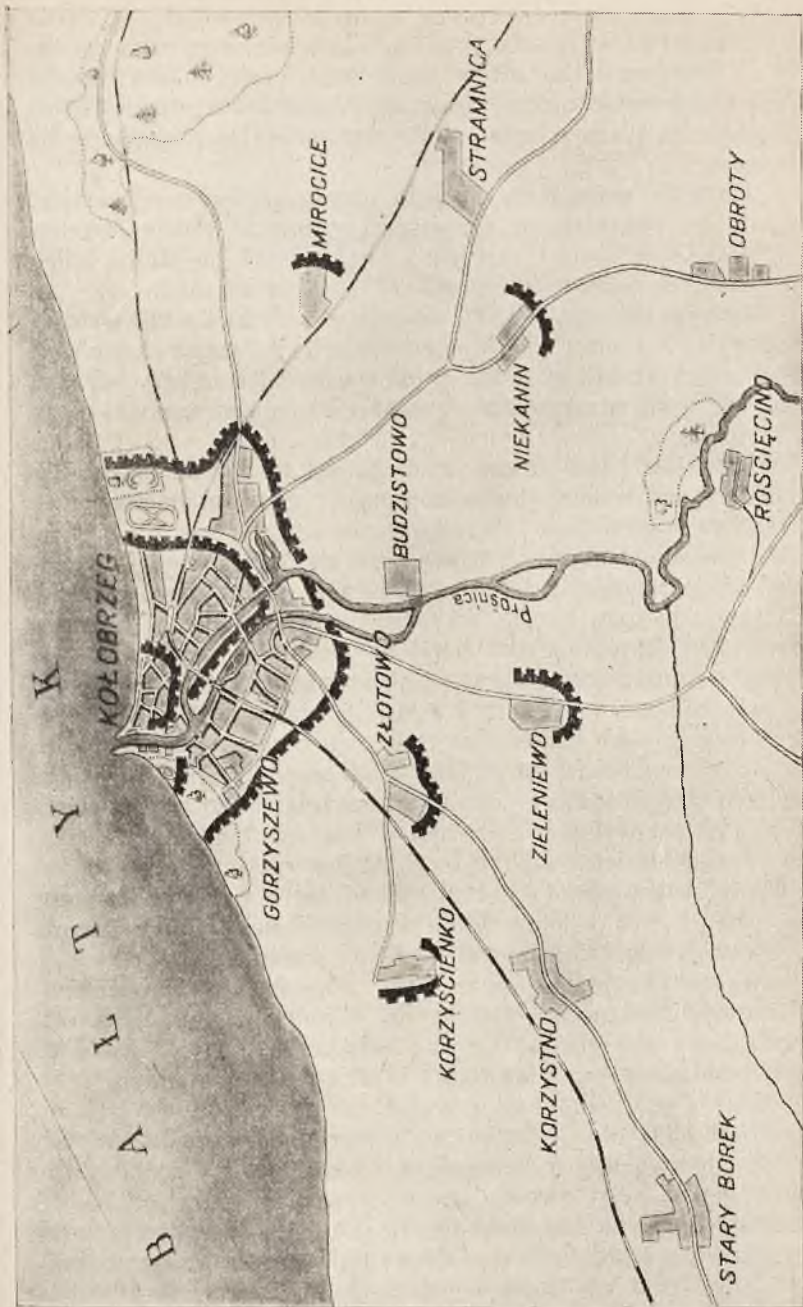 BAŁTYK
KOŁOBRZEG
MIROCICE
STRAMNICA
GORZYSZEWO
BUDZISTOWO
NIEKANIN
OBROTY
ZŁOTOWO
Prośnica
ROŚCIĘCINO
KORZYŚCIENKO
ZIELENIEWO
KORZYSTNO
STARY BOREK